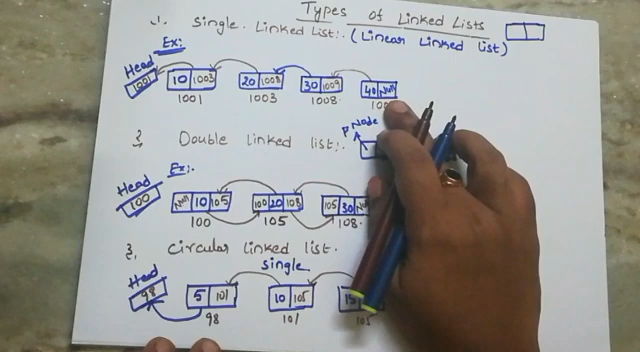 Types of Linked Lists
1. Single Linked List:. (Linear Linked List)
Ex:
Head
1001 10 1003 20 1008 30 1009 40 Null
1001 1003 1008
Double linked list:.
Node
Ex:.
Head
100 Null 10 105 100 20 108 105 30
100 105 108
Circular linked list.
Single
Head
98 5 101 10 105 15
98 101 105